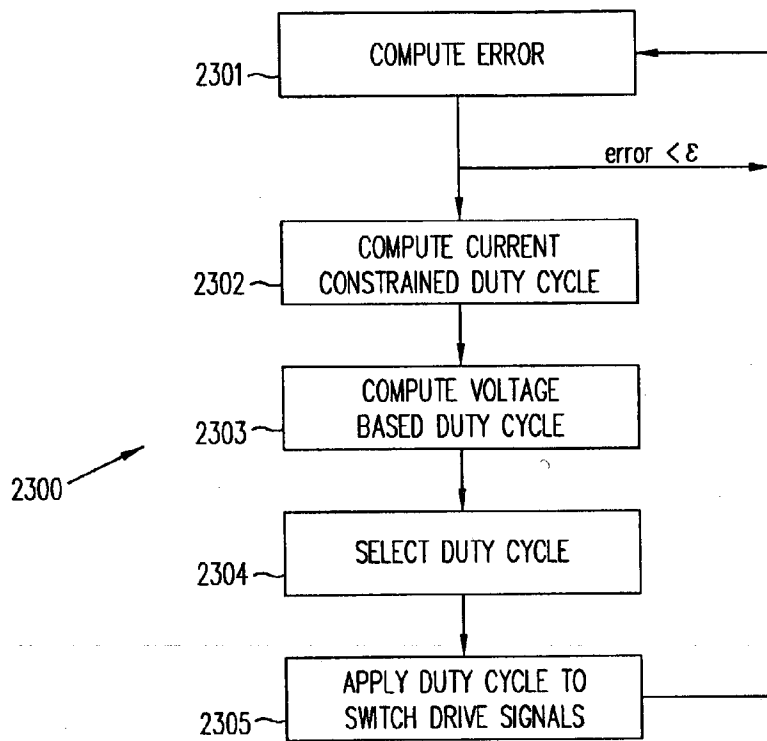 COMPUTE ERROR
2301
error < ε
COMPUTE CURRENT
CONSTRAINED DUTY CYCLE
2302
COMPUTE VOLTAGE
BASED DUTY CYCLE
2303
2300
SELECT DUTY CYCLE
2304
APPLY DUTY CYCLE TO
SWITCH DRIVE SIGNALS
2305